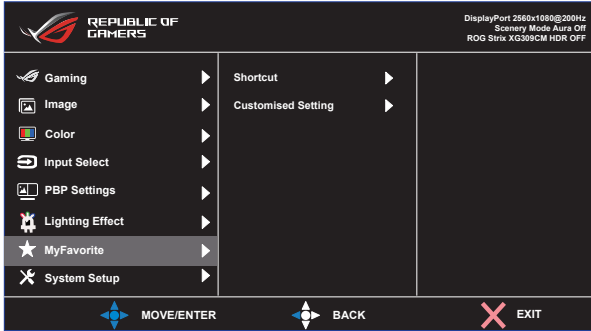 REPUBLIC OF
GAMERS
DisplayPort 2560x1080@200Hz
Scenery Mode Aura Off
ROG Strix XG309CM HDR OFF
Gaming
Image
Color
Input Select
PBP Settings
Lighting Effect
MyFavorite
System Setup
Shortcut
Customised Setting
MOVE/ENTER
BACK
EXIT